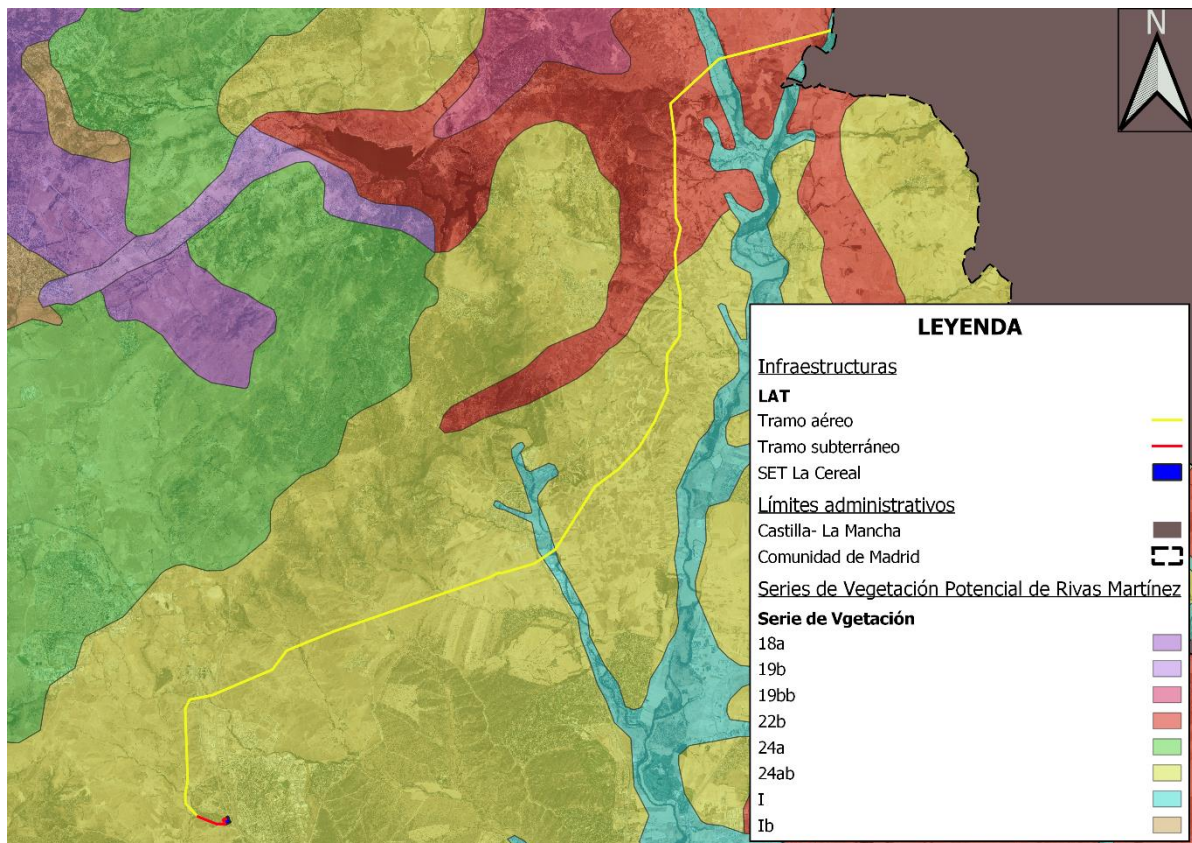 N
LEYENDA
Infraestructuras
LAT
Tramo aéreo
Tramo subterráneo
SET La Cereal
Límites administrativos
Castilla- La Mancha
Comunidad de Madrid
Series de Vegetación Potencial de Rivas Martínez
Serie de Vgetación
18a
19b
19bb
22b
24a
24ab
I
Ib